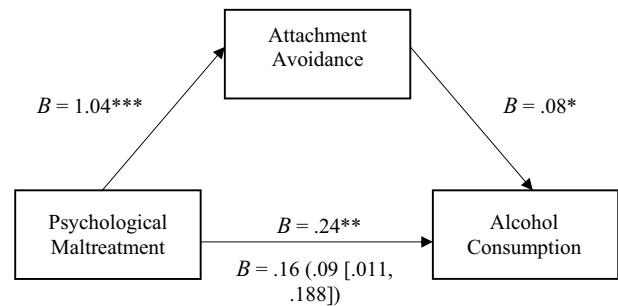 Attachment
Avoidance
B = 1.04***
B = .08*
Psychological
Maltreatment
B = .24**
B = .16 (.09 [.011,
.188])
Alcohol
Consumption